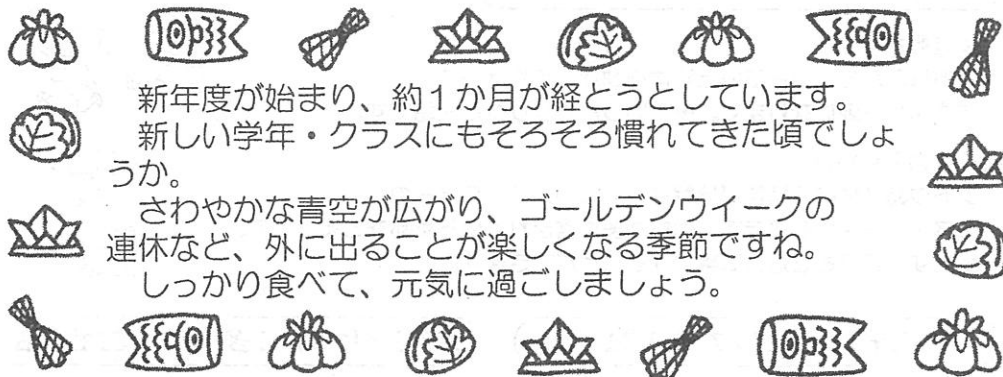 新年度が始まり、約１か月が経とうとしています。
新しい学年・クラスにもそろそろ慣れてきた頃でしょ
うか。
さわやかな青空が広がり、ゴールデンウイークの
連休など、外に出ることが楽しくなる季節ですね。
しっかり食べて、元気に過ごしましょう。